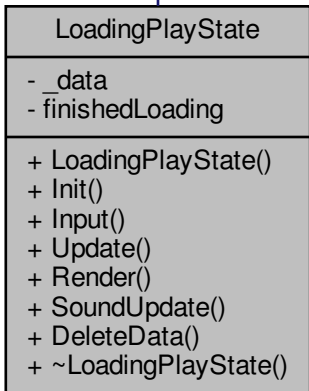 LoadingPlayState
- _data
- finishedLoading
+ LoadingPlayState()
+ Init()
+ Input()
+ Update()
+ Render()
+ SoundUpdate()
+ DeleteData()
+ ~LoadingPlayState()